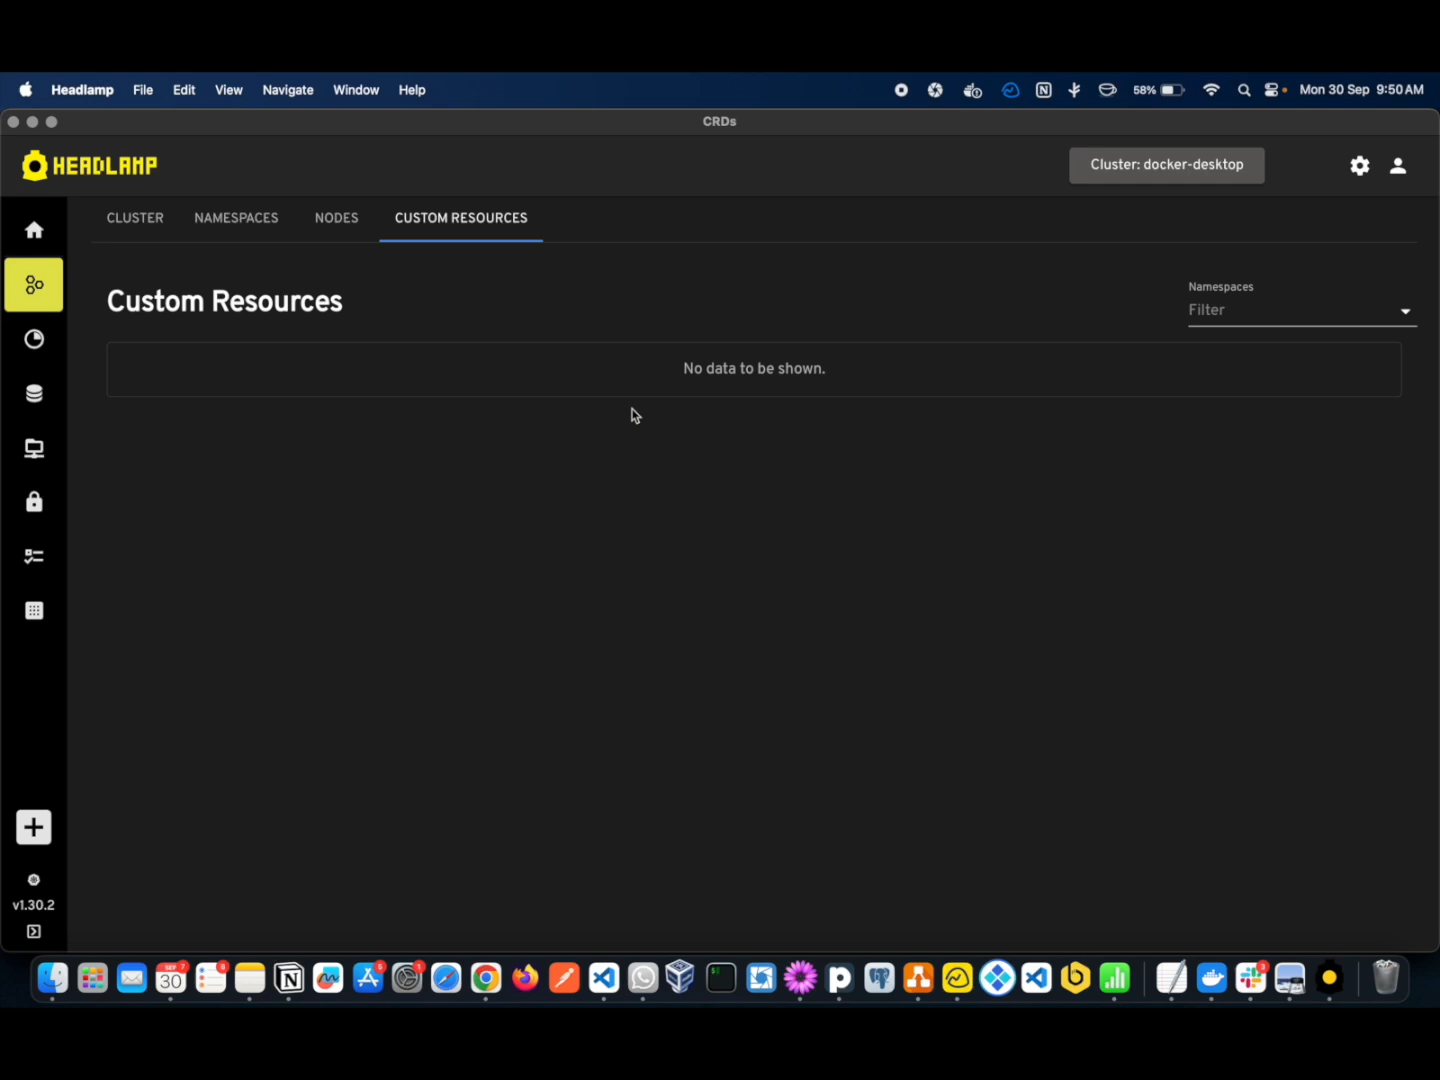 Headlamp File Edit View Navigate Window Help 58% Mon 30 Sep 9:50 AM
CRDs
HEADLAMP
Cluster: docker-desktop
CLUSTER NAMESPACES NODES CUSTOM RESOURCES
Custom Resources
Namespaces
Filter
No data to be shown.
v1.30.2
SEP
30